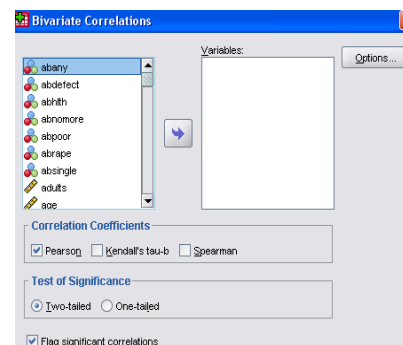 Bivariate Correlations
Variables:
Options...
abany
abdefect
abhlth
abnomore
abpoor
abrape
absingle
adults
age
Correlation Coefficients
Pearson Kendall's tau-b Spearman
Test of Significance
Two-tailed One-tailed
Flag significant correlations